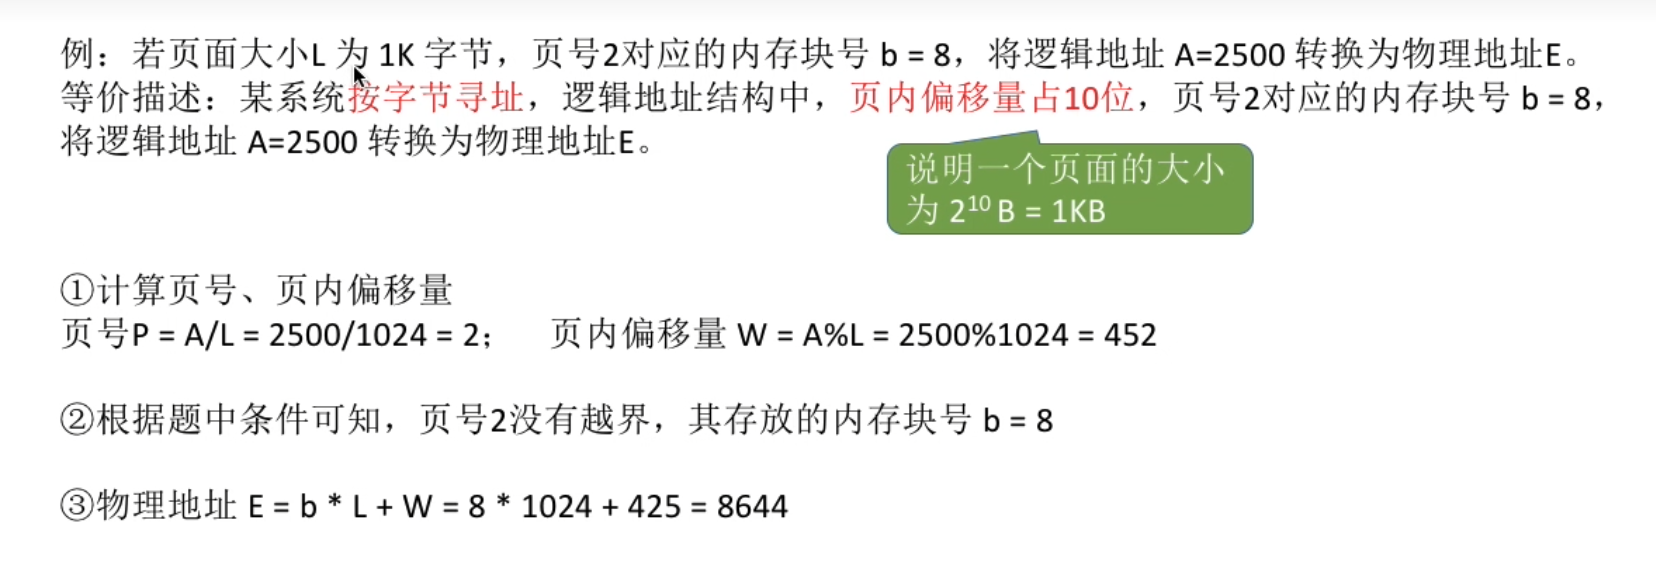 例：若页面大小L 为 1K 字节，页号2对应的内存块号 b = 8，将逻辑地址 A=2500 转换为物理地址E。
等价描述：某系统按字节寻址，逻辑地址结构中，页内偏移量占10位，页号2对应的内存块号 b = 8，
将逻辑地址 A=2500 转换为物理地址E。
说明一个页面的大小
为 2¹⁰ B = 1KB
①计算页号、页内偏移量
页号P = A/L = 2500/1024 = 2； 页内偏移量 W = A%L = 2500%1024 = 452
②根据题中条件可知，页号2没有越界，其存放的内存块号 b = 8
③物理地址 E = b * L + W = 8 * 1024 + 425 = 8644